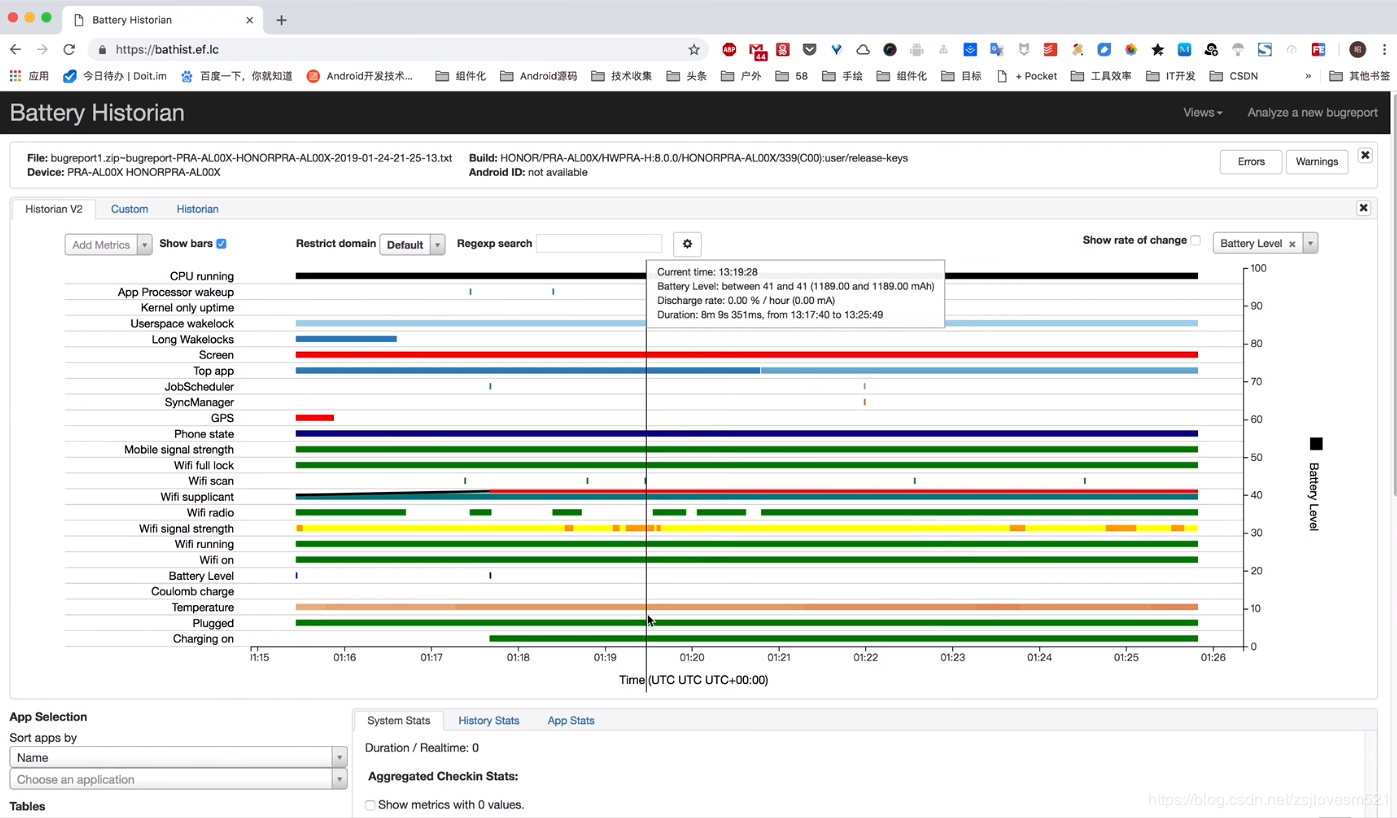 Battery Historian
https://bathist.ef.lc
ABP
44
应用
今日待办 | Doit.im
百度一下，你就知道
Android开发技术...
组件化
Android源码
技术收集
头条
户外
58
手绘
组件化
目标
+ Pocket
工具效率
IT开发
CSDN
»
其他书签
Battery Historian
Views
Analyze a new bugreport
File: bugreport1.zip~bugreport-PRA-AL00X-HONORPRA-AL00X-2019-01-24-21-25-13.txt
Build: HONOR/PRA-AL00X/HWPRA-H:8.0.0/HONORPRA-AL00X/339(C00):user/release-keys
Device: PRA-AL00X HONORPRA-AL00X
Android ID: not available
Errors
Warnings
Historian V2
Custom
Historian
Add Metrics
Show bars
Restrict domain
Default
Regexp search
Show rate of change
Battery Level
Current time: 13:19:28
Battery Level: between 41 and 41 (1189.00 and 1189.00 mAh)
Discharge rate: 0.00 % / hour (0.00 mA)
Duration: 8m 9s 351ms, from 13:17:40 to 13:25:49
CPU running
App Processor wakeup
Kernel only uptime
Userspace wakelock
Long Wakelocks
Screen
Top app
JobScheduler
SyncManager
GPS
Phone state
Mobile signal strength
Wifi full lock
Wifi scan
Wifi supplicant
Wifi radio
Wifi signal strength
Wifi running
Wifi on
Battery Level
Coulomb charge
Temperature
Plugged
Charging on
100
90
80
70
60
50
40
30
20
10
0
Battery Level
01:15
01:16
01:17
01:18
01:19
01:20
01:21
01:22
01:23
01:24
01:25
01:26
Time (UTC UTC UTC+00:00)
App Selection
Sort apps by
Name
Choose an application
Tables
System Stats
History Stats
App Stats
Duration / Realtime: 0
Aggregated Checkin Stats:
Show metrics with 0 values.
https://blog.csdn.net/zsjlovesm521